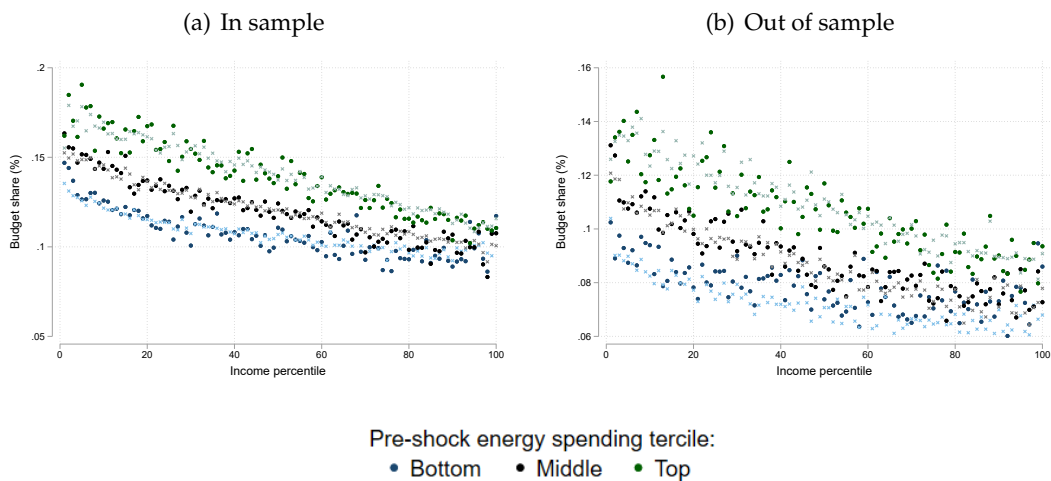 (a) In sample
(b) Out of sample
.2
.15
.1
.05
Budget share (%)
0
20
40
60
80
100
Income percentile
.16
.14
.12
.1
.08
.06
Budget share (%)
0
20
40
60
80
100
Income percentile
Pre-shock energy spending tercile:
Bottom Middle Top